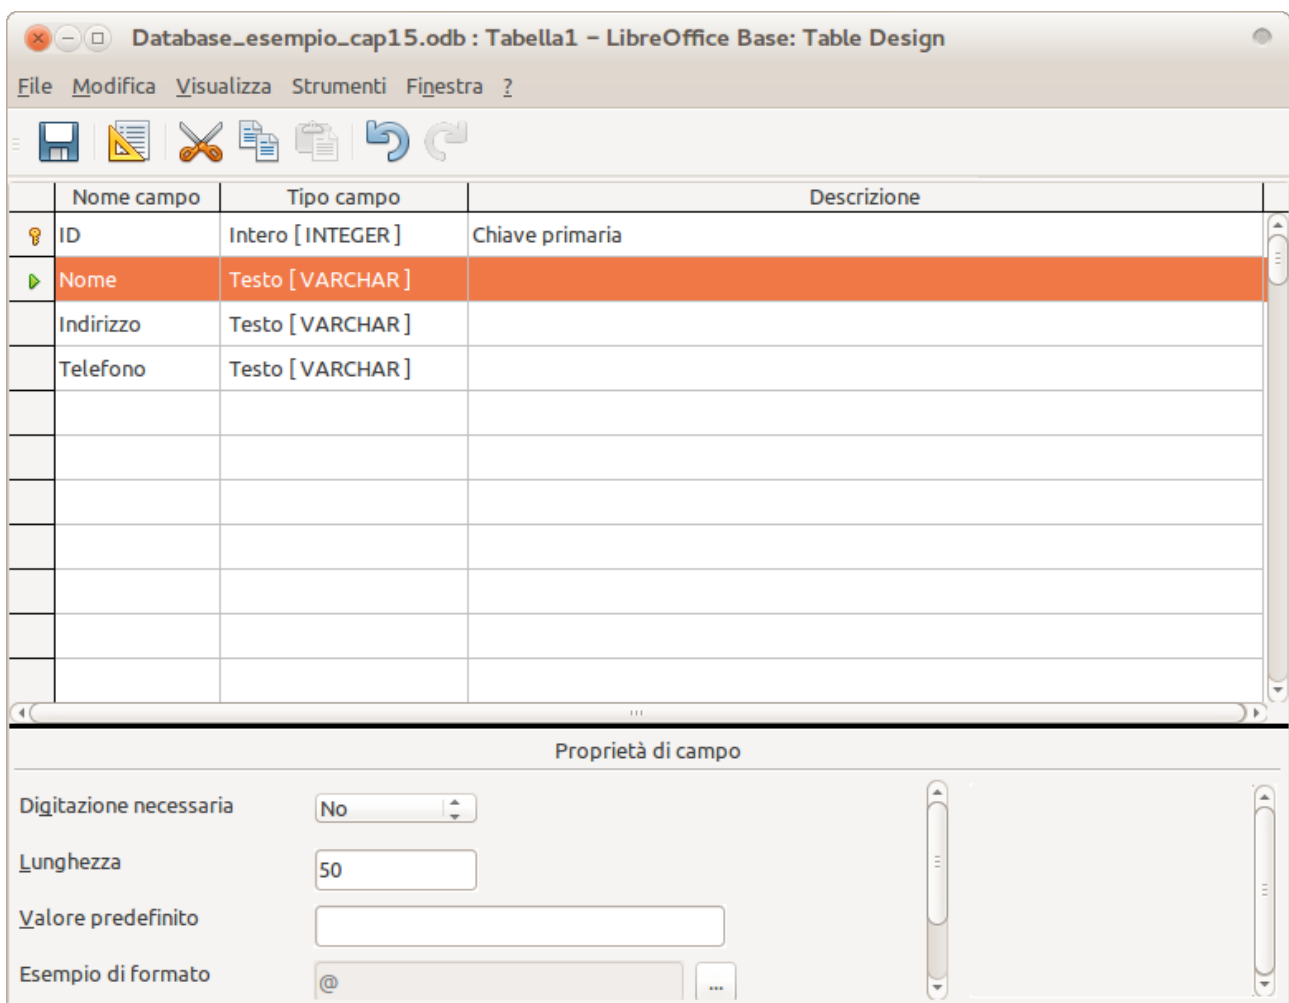 Database_esempio_cap15.odb : Tabella1 – LibreOffice Base: Table Design
File Modifica Visualizza Strumenti Finestra ?
Nome campo Tipo campo Descrizione
ID Intero [ INTEGER ] Chiave primaria
Nome Testo [ VARCHAR ]
Indirizzo Testo [ VARCHAR ]
Telefono Testo [ VARCHAR ]
Proprietà di campo
Digitazione necessaria No
Lunghezza 50
Valore predefinito
Esempio di formato @ ...